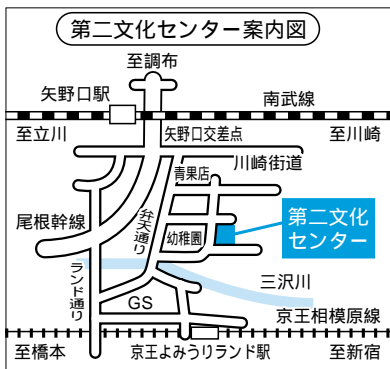 第二文化センター案内図
至調布
矢野口駅
南武線
至立川
矢野口交差点
至川崎
川崎街道
青果店
尾根幹線
弁天通り
幼稚園
第二文化
センター
ランド通り
三沢川
GS
京王相模原線
至橋本
京王よみうりランド駅
至新宿